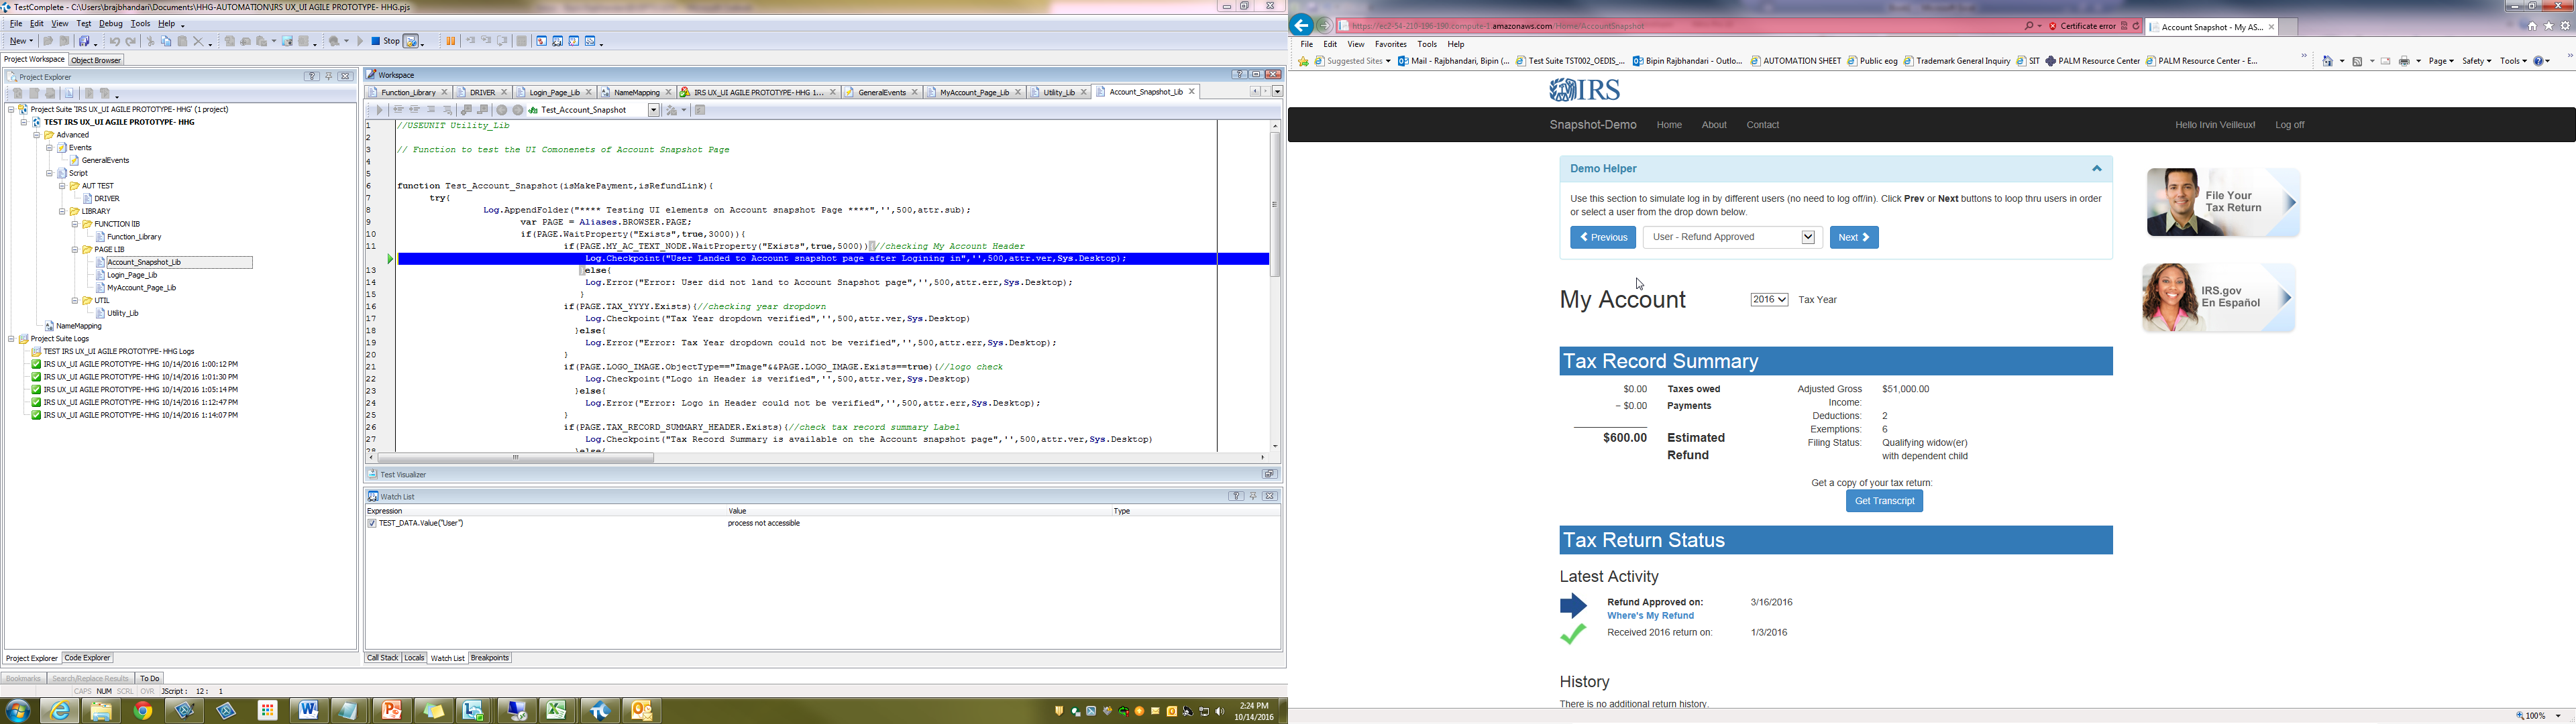 TestComplete - C:\Users\brajbhandari\Documents\HHG-AUTOMATION\IRS UX_UI AGILE PROTOTYPE- HHG.pjs
File Edit View Test Debug Tools Help
New Stop
Project Workspace Object Browser
Project Explorer
Project Suite 'IRS UX_UI AGILE PROTOTYPE- HHG' (1 project)
TEST IRS UX_UI AGILE PROTOTYPE- HHG
Advanced
Events
GeneralEvents
Script
AUT TEST
DRIVER
LIBRARY
FUNCTION lIB
Function_Library
PAGE LIB
Account_Snapshot_Lib
Login_Page_Lib
MyAccount_Page_Lib
UTIL
Utility_Lib
NameMapping
Project Suite Logs
TEST IRS UX_UI AGILE PROTOTYPE- HHG Logs
IRS UX_UI AGILE PROTOTYPE- HHG 10/14/2016 1:00:12 PM
IRS UX_UI AGILE PROTOTYPE- HHG 10/14/2016 1:01:30 PM
IRS UX_UI AGILE PROTOTYPE- HHG 10/14/2016 1:05:14 PM
IRS UX_UI AGILE PROTOTYPE- HHG 10/14/2016 1:12:47 PM
IRS UX_UI AGILE PROTOTYPE- HHG 10/14/2016 1:14:07 PM
Project Explorer Code Explorer
Workspace
Function_Library DRIVER Login_Page_Lib NameMapping IRS UX_UI AGILE PROTOTYPE- HHG 1... GeneralEvents MyAccount_Page_Lib Utility_Lib Account_Snapshot_Lib
Test_Account_Snapshot
1 //USEUNIT Utility_Lib
2
3 // Function to test the UI Comonenets of Account Snapshot Page
4
5
6 function Test_Account_Snapshot(isMakePayment,isRefundLink){
7 try{
8 Log.AppendFolder("**** Testing UI elements on Account snapshot Page ****",'',500,attr.sub);
9 var PAGE = Aliases.BROWSER.PAGE;
10 if(PAGE.WaitProperty("Exists",true,3000)){
11 if(PAGE.MY_AC_TEXT_NODE.WaitProperty("Exists",true,5000)){//checking My Account Header
Log.Checkpoint("User Landed to Account snapshot page after Logining in",'',500,attr.ver,Sys.Desktop);
13 }else{
14 Log.Error("Error: User did not land to Account Snapshot page",'',500,attr.err,Sys.Desktop);
15 }
16 if(PAGE.TAX_YYYY.Exists){//checking year dropdown
17 Log.Checkpoint("Tax Year dropdown verified",'',500,attr.ver,Sys.Desktop)
18 }else{
19 Log.Error("Error: Tax Year dropdown could not be verified",'',500,attr.err,Sys.Desktop);
20 }
21 if(PAGE.LOGO_IMAGE.ObjectType=="Image"&&PAGE.LOGO_IMAGE.Exists==true){//logo check
22 Log.Checkpoint("Logo in Header is verified",'',500,attr.ver,Sys.Desktop)
23 }else{
24 Log.Error("Error: Logo in Header could not be verified",'',500,attr.err,Sys.Desktop);
25 }
26 if(PAGE.TAX_RECORD_SUMMARY_HEADER.Exists){//check tax record summary Label
27 Log.Checkpoint("Tax Record Summary is available on the Account snapshot page",'',500,attr.ver,Sys.Desktop)
28 }else{
Test Visualizer
Watch List
Expression Value Type
TEST_DATA.Value("User") process not accessible
Call Stack Locals Watch List Breakpoints
Bookmarks Search/Replace Results To Do
CAPS NUM SCRL OVR JScript : 12 : 1
2:24 PM
10/14/2016
https://ec2-54-210-196-190.compute-1.amazonaws.com/Home/AccountSnapshot
Certificate error
Account Snapshot - My AS...
File Edit View Favorites Tools Help
Suggested Sites Mail - Rajbhandari, Bipin (... Test Suite TST002_OEDIS_... Bipin Rajbhandari - Outlo... AUTOMATION SHEET Public eog Trademark General Inquiry SIT PALM Resource Center PALM Resource Center - E...
Page Safety Tools
IRS
Snapshot-Demo Home About Contact Hello Irvin Veilleux! Log off
Demo Helper
Use this section to simulate log in by different users (no need to log off/in). Click Prev or Next buttons to loop thru users in order
or select a user from the drop down below.
Previous User - Refund Approved Next
My Account 2016 Tax Year
Tax Record Summary
$0.00 Taxes owed
− $0.00 Payments
$600.00 Estimated
Refund
Adjusted Gross $51,000.00
Income:
Deductions: 2
Exemptions: 6
Filing Status: Qualifying widow(er)
with dependent child
Get a copy of your tax return:
Get Transcript
Tax Return Status
Latest Activity
Refund Approved on: 3/16/2016
Where's My Refund
Received 2016 return on: 1/3/2016
History
There is no additional return history.
File Your
Tax Return
IRS.gov
En Español
100%